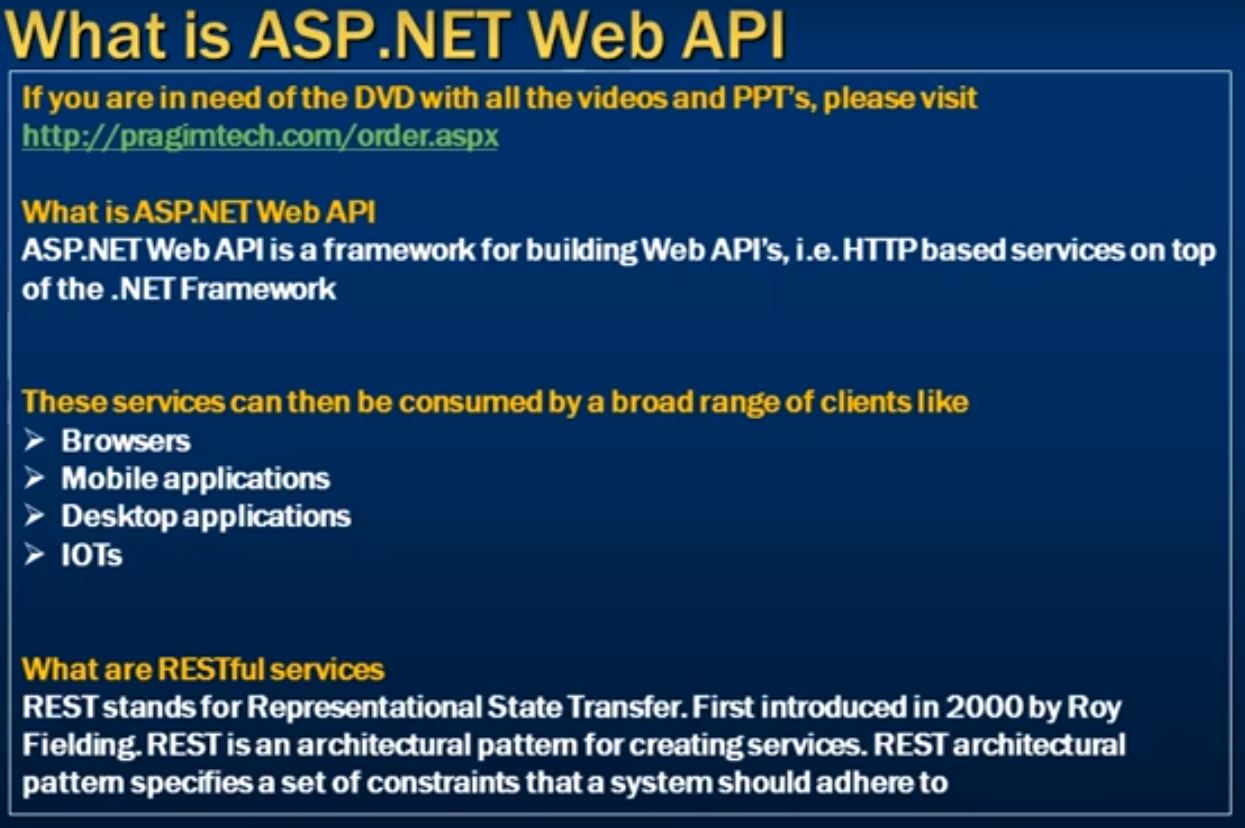 What is ASP.NET Web API
If you are in need of the DVD with all the videos and PPT's, please visit
http://pragimtech.com/order.aspx
What is ASP.NET Web API
ASP.NET Web API is a framework for building Web API's, i.e. HTTP based services on top
of the .NET Framework
These services can then be consumed by a broad range of clients like
➢ Browsers
➢ Mobile applications
➢ Desktop applications
➢ IOTs
What are RESTful services
REST stands for Representational State Transfer. First introduced in 2000 by Roy
Fielding. REST is an architectural pattern for creating services. REST architectural
pattern specifies a set of constraints that a system should adhere to